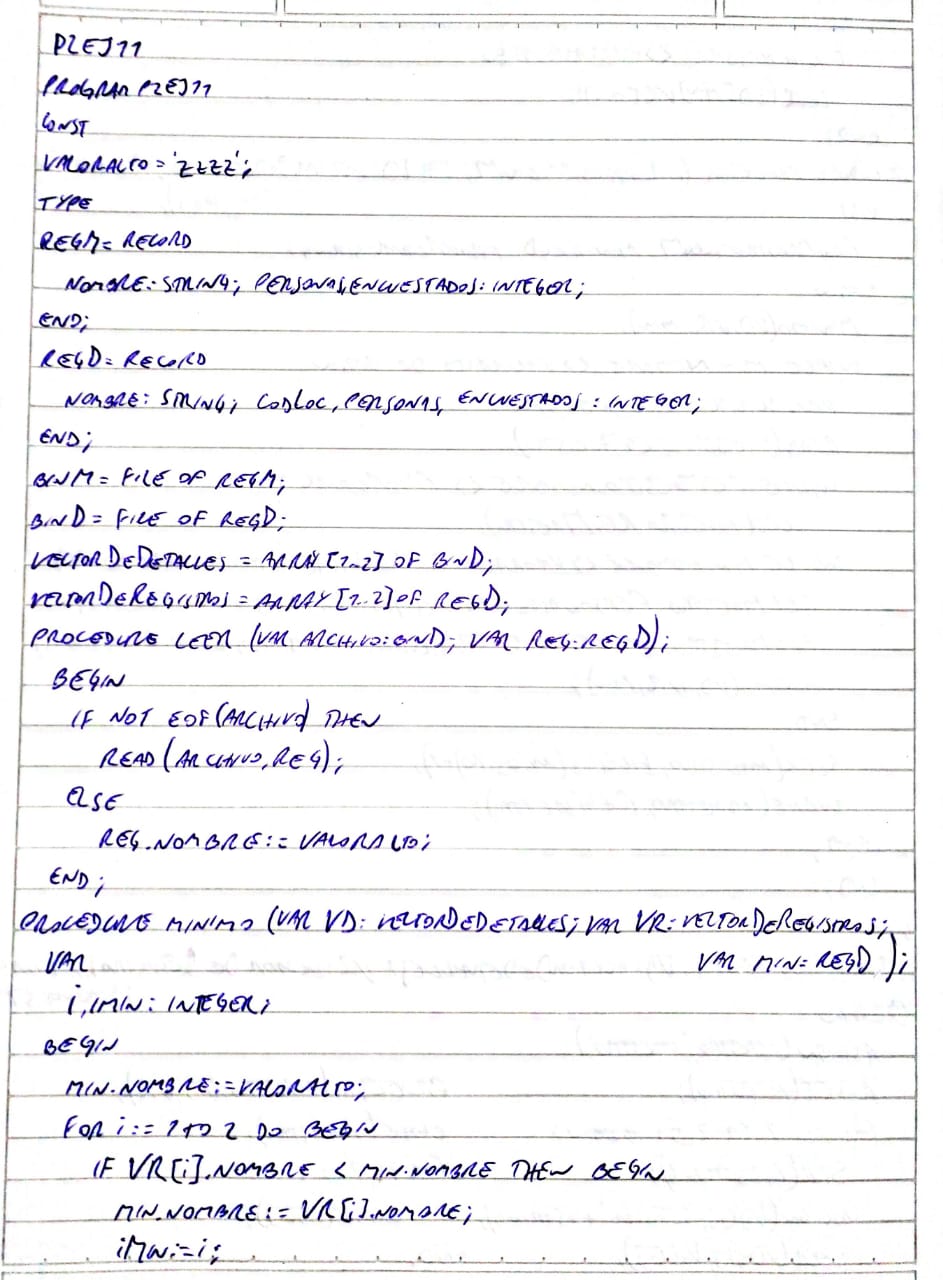 P2EJ11
PROGRAM P2EJ11
CONST
VALORALTO = 'ZZZZ';
TYPE
REGM = RECORD
NOMBRE: STRING; PERSONAS, ENCUESTADOS: INTEGER;
END;
REGD = RECORD
NOMBRE: STRING; CODLOC, PERSONAS, ENCUESTADOS : INTEGER;
END;
BINM = FILE OF REGM;
BIND = FILE OF REGD;
VECTORDEDETALLES = ARRAY [1..2] OF BIND;
VECTORDEREGISTROS = ARRAY [1..2] OF REGD;
PROCEDURE LEER (VAR ARCHIVO: BIND; VAR REG: REGD);
BEGIN
IF NOT EOF(ARCHIVO) THEN
READ (ARCHIVO, REG);
ELSE
REG.NOMBRE := VALORALTO;
END;
PROCEDURE MINIMO (VAR VD: VECTORDEDETALLES; VAR VR: VECTORDEREGISTROS;
VAR MIN: REGD );
VAR
i, iMIN: INTEGER;
BEGIN
MIN.NOMBRE := VALORALTO;
FOR i := 1 TO 2 DO BEGIN
IF VR[i].NOMBRE < MIN.NOMBRE THEN BEGIN
MIN.NOMBRE := VR[i].NOMBRE;
iMIN := i;